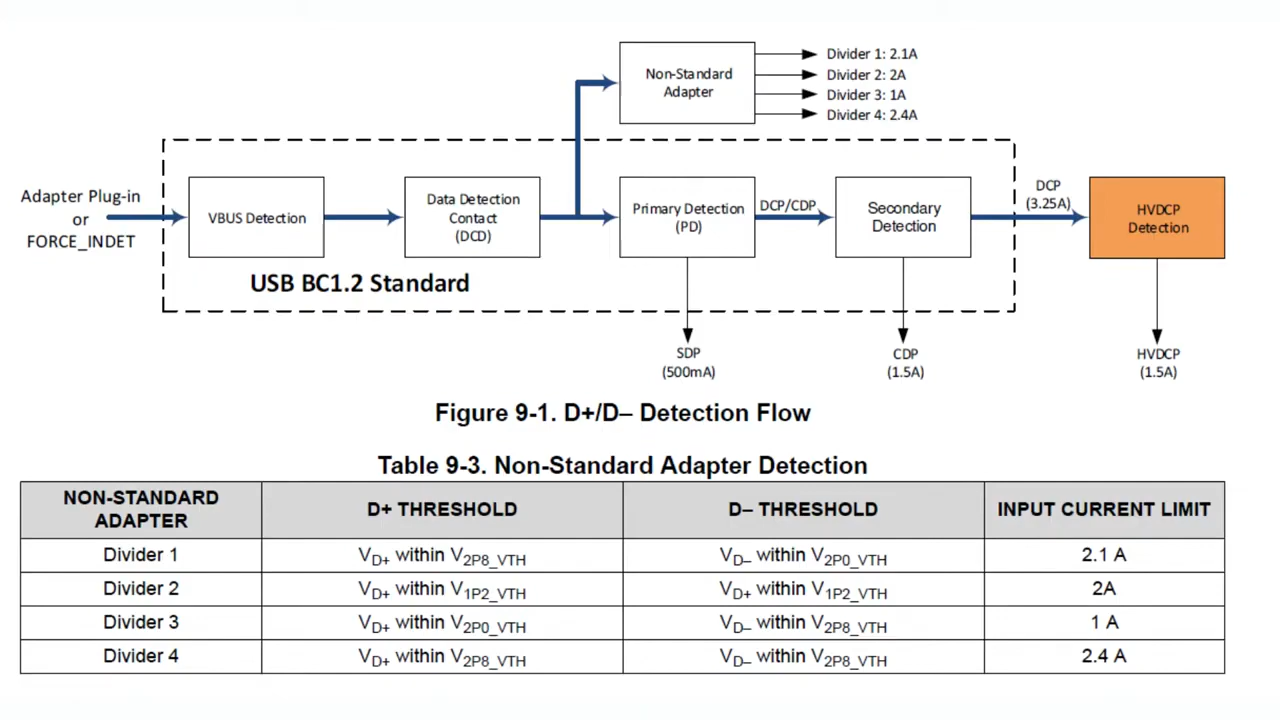 Divider 1: 2.1A
Divider 2: 2A
Divider 3: 1A
Divider 4: 2.4A
Non-Standard
Adapter
Adapter Plug-in
or
FORCE_INDET
VBUS Detection
Data Detection
Contact
(DCD)
Primary Detection
(PD)
DCP/CDP
Secondary
Detection
DCP
(3.25A)
HVDCP
Detection
USB BC1.2 Standard
SDP
(500mA)
CDP
(1.5A)
HVDCP
(1.5A)
Figure 9-1. D+/D– Detection Flow
Table 9-3. Non-Standard Adapter Detection
NON-STANDARD
ADAPTER
D+ THRESHOLD
D– THRESHOLD
INPUT CURRENT LIMIT
Divider 1 VD+ within V2P8_VTH VD– within V2P0_VTH 2.1 A
Divider 2 VD+ within V1P2_VTH VD+ within V1P2_VTH 2A
Divider 3 VD+ within V2P0_VTH VD– within V2P8_VTH 1 A
Divider 4 VD+ within V2P8_VTH VD– within V2P8_VTH 2.4 A